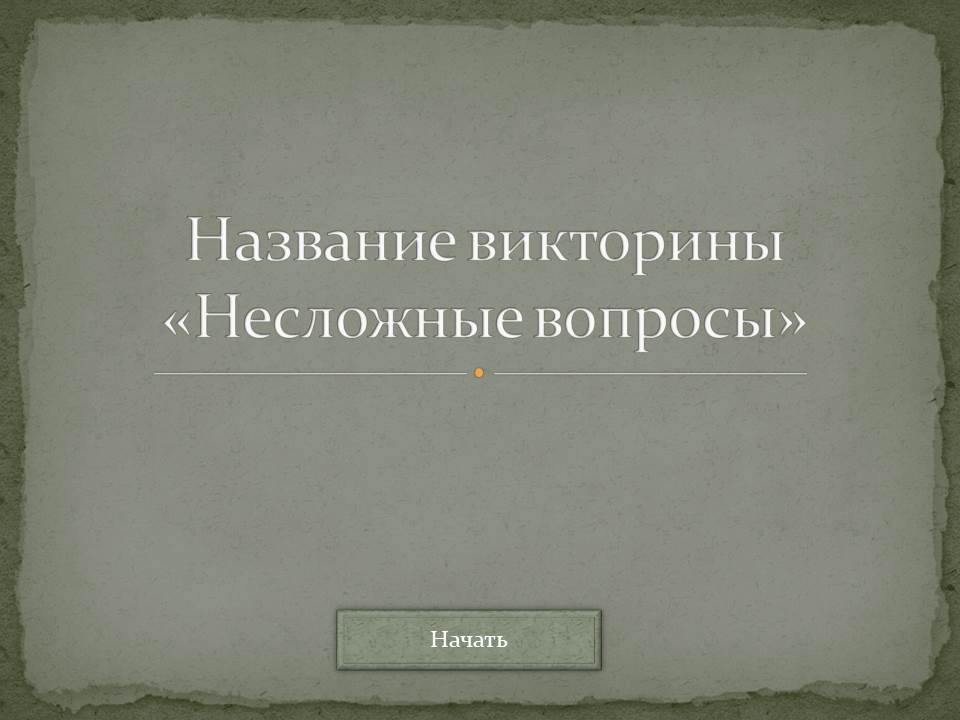 Название викторины
«Несложные вопросы»
Начать